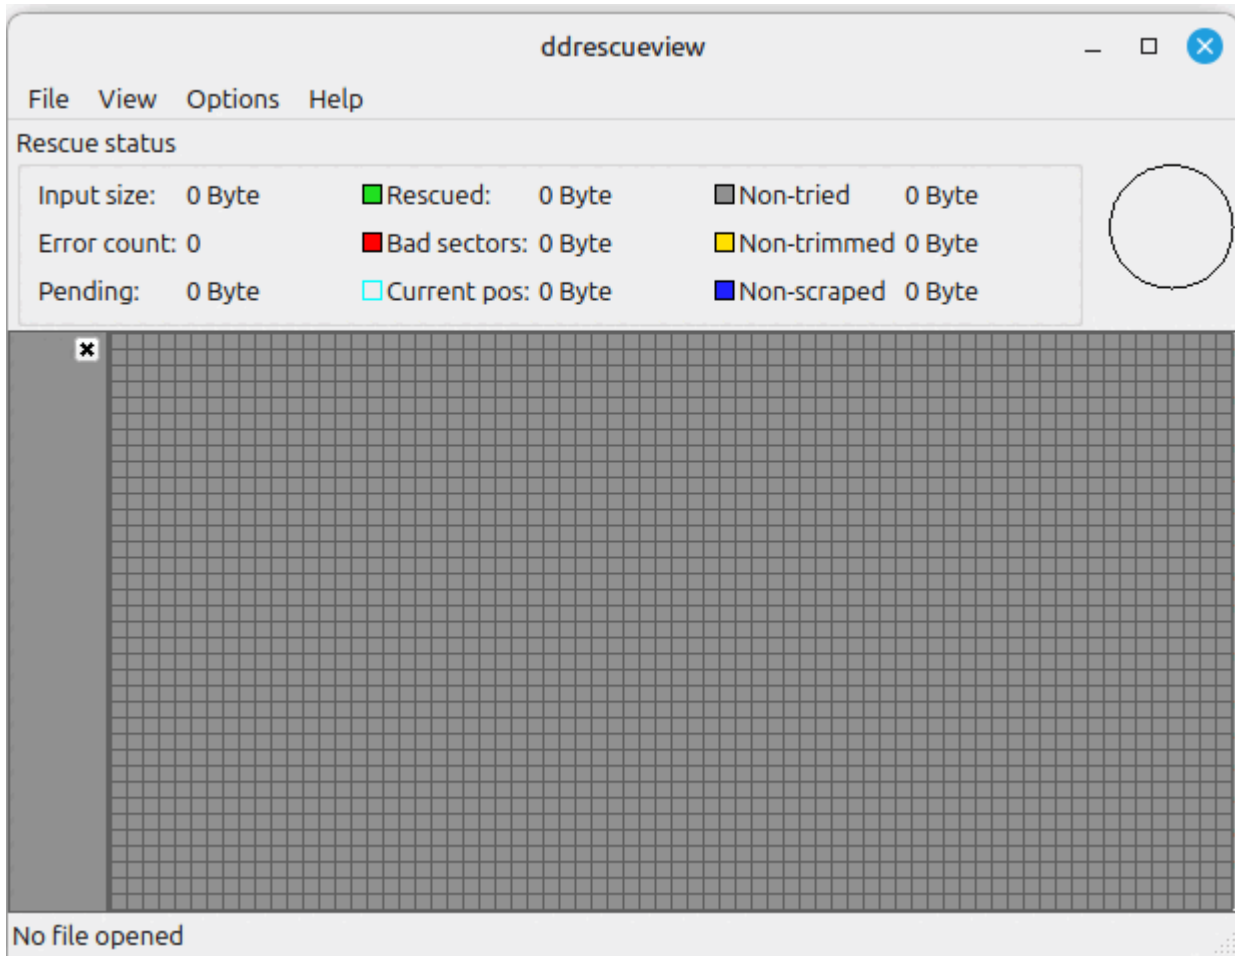 ddrescueview
File View Options Help
Rescue status
Input size: 0 Byte Rescued: 0 Byte Non-tried 0 Byte
Error count: 0 Bad sectors: 0 Byte Non-trimmed 0 Byte
Pending: 0 Byte Current pos: 0 Byte Non-scraped 0 Byte
No file opened